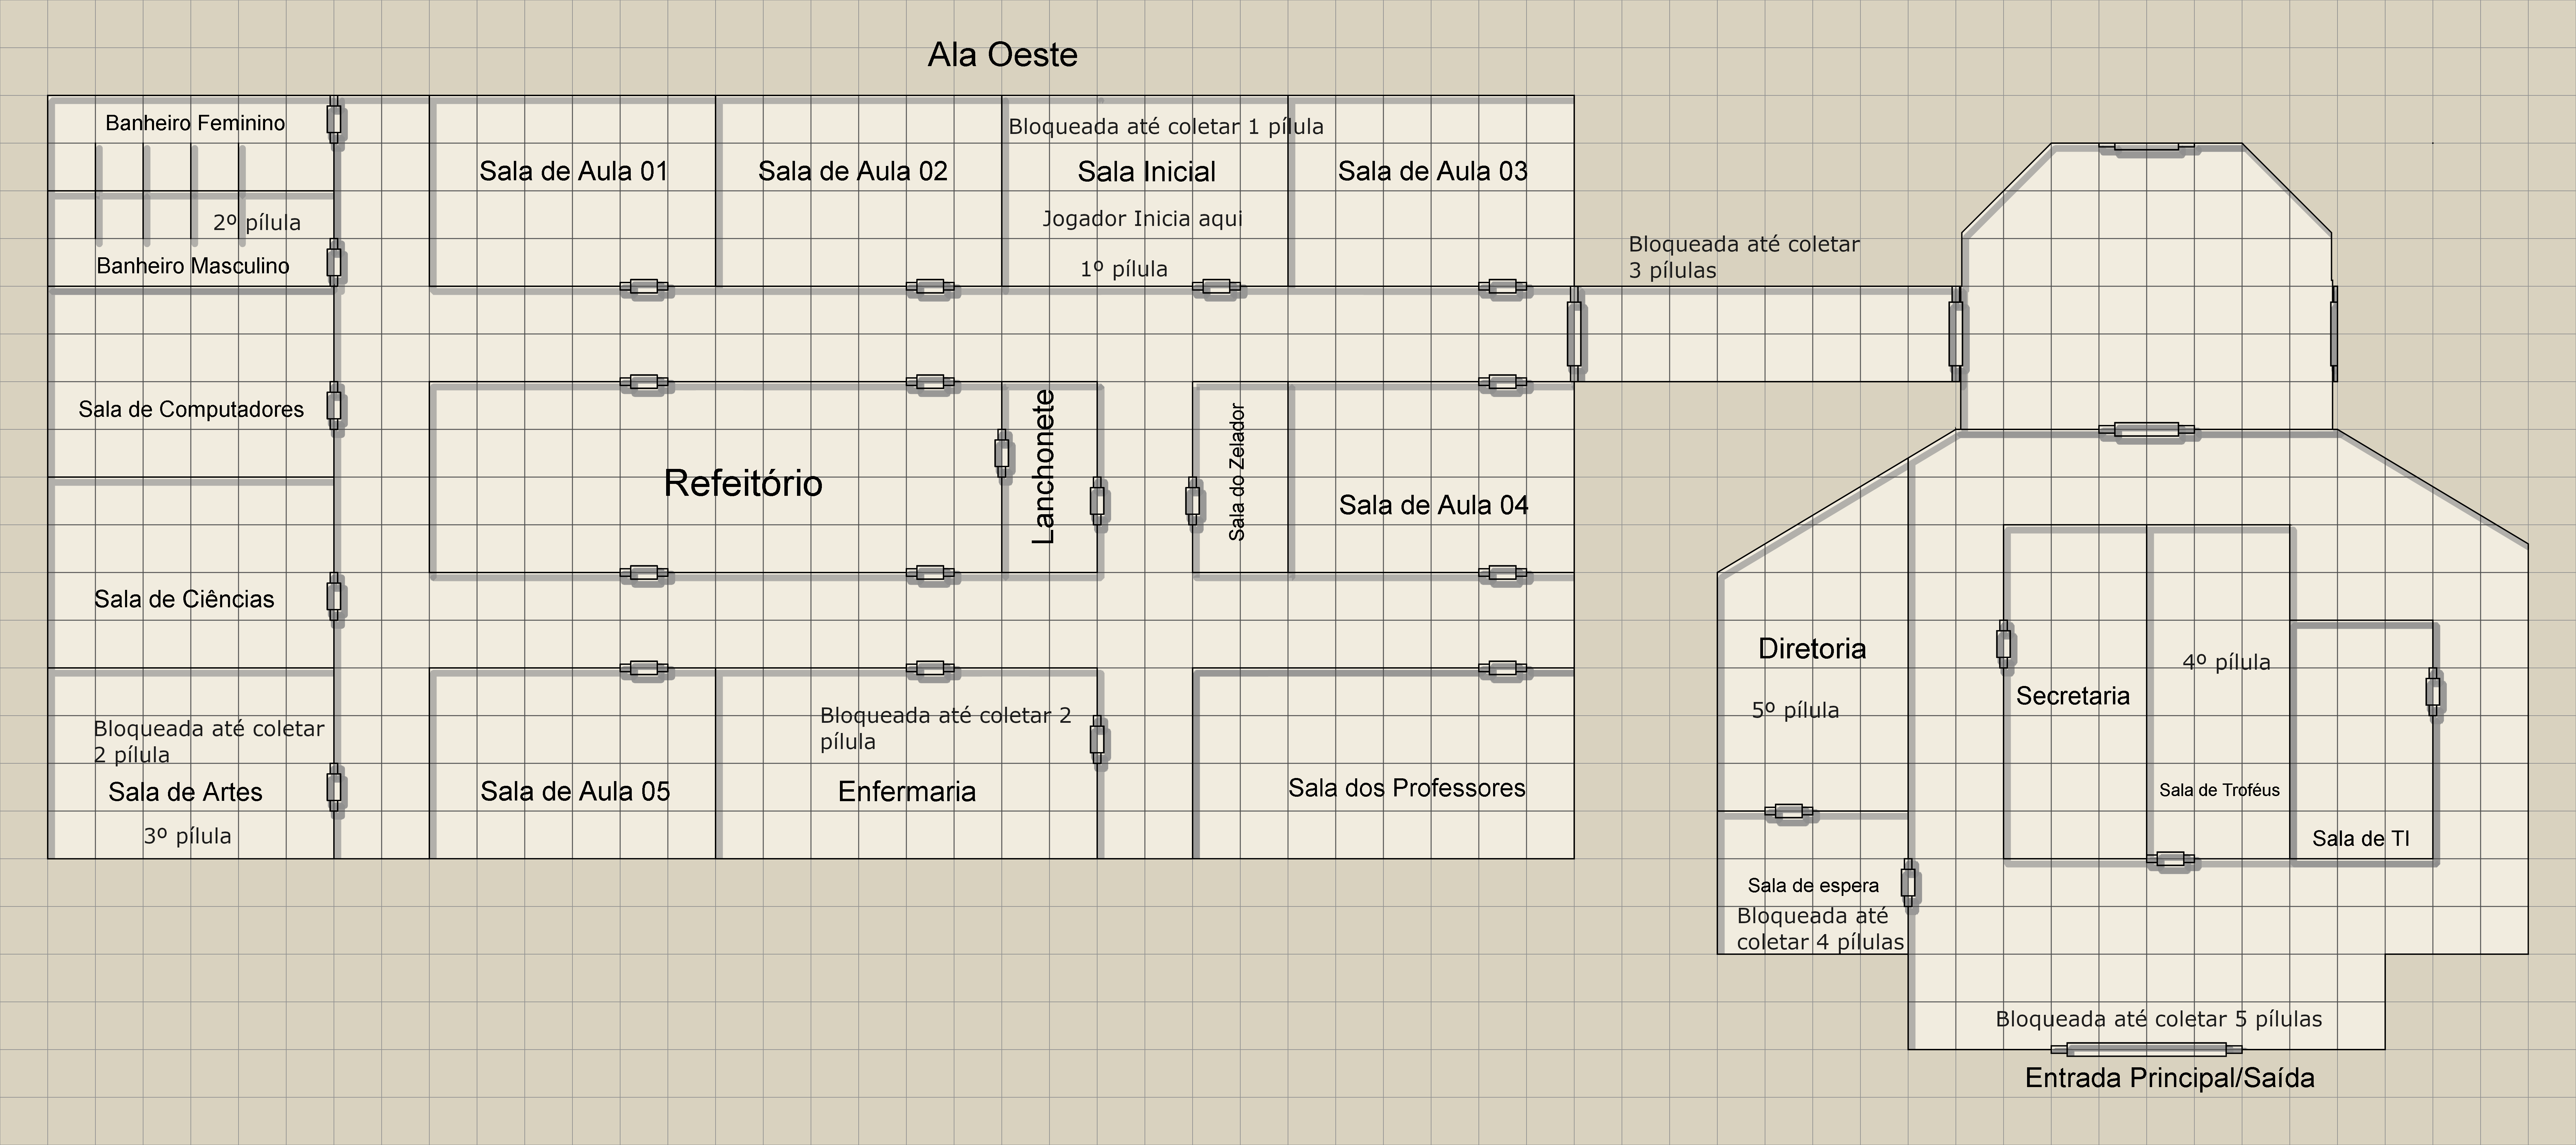 Ala Oeste
Banheiro Feminino
2º pílula
Banheiro Masculino
Sala de Aula 01
Sala de Aula 02
Bloqueada até coletar 1 pílula
Sala Inicial
Jogador Inicia aqui
1º pílula
Sala de Aula 03
Bloqueada até coletar
3 pílulas
Sala de Computadores
Refeitório
Lanchonete
Sala do Zelador
Sala de Aula 04
Sala de Ciências
Bloqueada até coletar
2 pílula
Sala de Artes
3º pílula
Sala de Aula 05
Bloqueada até coletar 2
pílula
Enfermaria
Sala dos Professores
Diretoria
5º pílula
Secretaria
4º pílula
Sala de Troféus
Sala de TI
Sala de espera
Bloqueada até
coletar 4 pílulas
Bloqueada até coletar 5 pílulas
Entrada Principal/Saída